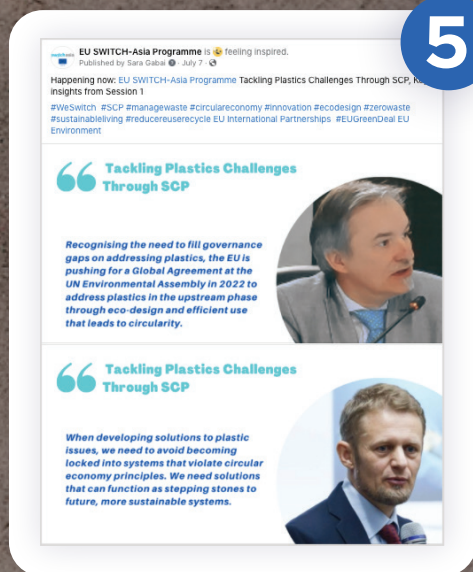 5
EU SWITCH-Asia Programme is 🤩 feeling inspired.
Published by Sara Gabai · July 7 ·
Happening now: EU SWITCH-Asia Programme Tackling Plastics Challenges Through SCP,
insights from Session 1
#WeSwitch #SCP #managewaste #circulareconomy #innovation #ecodesign #zerowaste
#sustainableliving #reducereuserecycle EU International Partnerships #EUGreenDeal EU
Environment
Tackling Plastics Challenges
Through SCP
Recognising the need to fill governance
gaps on addressing plastics, the EU is
pushing for a Global Agreement at the
UN Environmental Assembly in 2022 to
address plastics in the upstream phase
through eco-design and efficient use
that leads to circularity.
Tackling Plastics Challenges
Through SCP
When developing solutions to plastic
issues, we need to avoid becoming
locked into systems that violate circular
economy principles. We need solutions
that can function as stepping stones to
future, more sustainable systems.